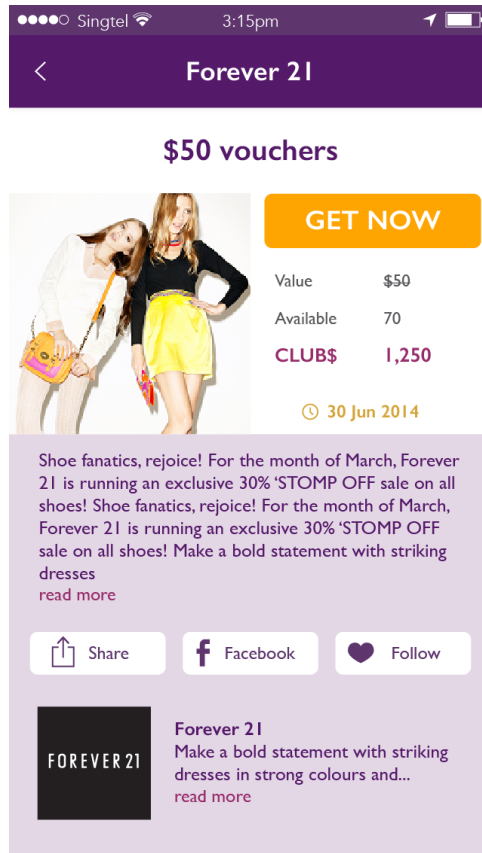 Singtel 3:15pm
Forever 21
$50 vouchers
GET NOW
Value $50
Available 70
CLUB$ 1,250
30 Jun 2014
Shoe fanatics, rejoice! For the month of March, Forever
21 is running an exclusive 30% ‘STOMP OFF sale on all
shoes! Shoe fanatics, rejoice! For the month of March,
Forever 21 is running an exclusive 30% ‘STOMP OFF
sale on all shoes! Make a bold statement with striking
dresses
read more
Share Facebook Follow
FOREVER 21
Forever 21
Make a bold statement with striking
dresses in strong colours and...
read more